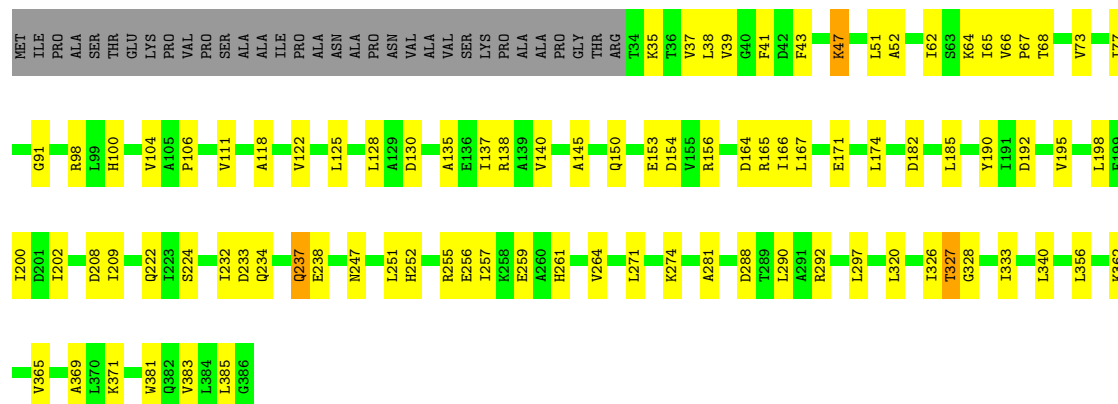 MET ILE PRO ALA SER THR GLU LYS PRO VAL PRO SER ALA ALA ILE PRO ALA ASN ALA PRO ASN VAL ALA VAL SER LYS PRO ALA ALA PRO GLY THR ARG T34 K35 T36 V37 L38 V39 G40 F41 D42 F43 K47 L51 A52 I62 S63 K64 I65 V66 P67 T68 V73
G91 R98 L99 H100 V104 A105 P106 V111 A118 V122 L125 L128 A129 D130 A135 E136 I137 R138 A139 V140 A145 Q150 E153 D154 V155 R156 D164 R165 I166 L167 E171 L174 D182 L185 Y190 I191 D192 V195 L198
I200 D201 I202 D208 I209 Q222 I223 S224 I232 D233 Q234 Q237 E238 N247 L251 H252 R255 E256 I257 K258 E259 A260 H261 V264 L271 K274 A281 D288 T289 L290 A291 R292 L297 L320 I326 T327 G328 I333 L340 L356 K362
V365 A369 L370 K371 W381 Q382 V383 L384 L385 G386